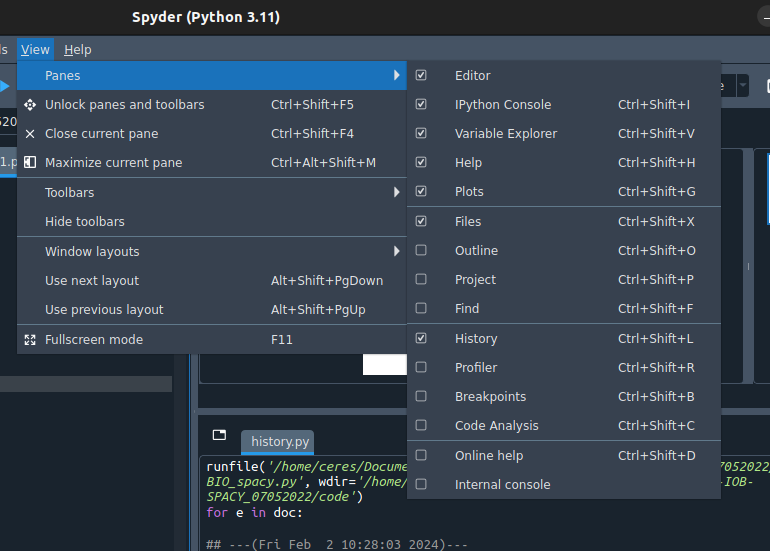 Spyder (Python 3.11)
ls View Help
Panes
Unlock panes and toolbars Ctrl+Shift+F5
Close current pane Ctrl+Shift+F4
Maximize current pane Ctrl+Alt+Shift+M
Toolbars
Hide toolbars
Window layouts
Use next layout Alt+Shift+PgDown
Use previous layout Alt+Shift+PgUp
Fullscreen mode F11
Editor
IPython Console Ctrl+Shift+I
Variable Explorer Ctrl+Shift+V
Help Ctrl+Shift+H
Plots Ctrl+Shift+G
Files Ctrl+Shift+X
Outline Ctrl+Shift+O
Project Ctrl+Shift+P
Find Ctrl+Shift+F
History Ctrl+Shift+L
Profiler Ctrl+Shift+R
Breakpoints Ctrl+Shift+B
Code Analysis Ctrl+Shift+C
Online help Ctrl+Shift+D
Internal console
e
520
1.p
history.py
runfile('/home/ceres/Docume 07052022/
BIO_spacy.py', wdir='/home/ -IOB-
SPACY_07052022/code')
for e in doc:
## ---(Fri Feb  2 10:28:03 2024)---